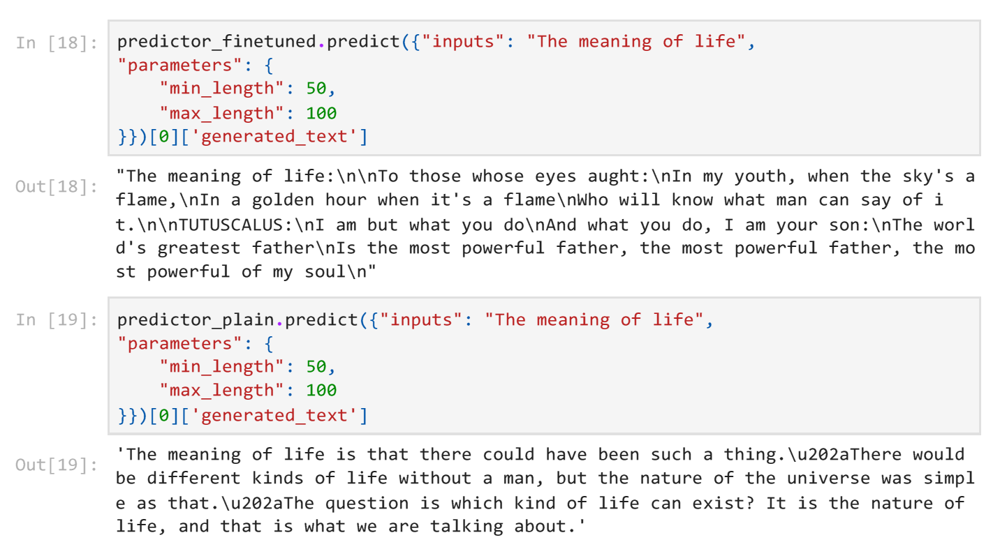 In [18]: predictor_finetuned.predict({"inputs": "The meaning of life",
"parameters": {
    "min_length": 50,
    "max_length": 100
}})[0]['generated_text']
Out[18]: "The meaning of life:\n\nTo those whose eyes aught:\nIn my youth, when the sky's a
flame,\nIn a golden hour when it's a flame\nWho will know what man can say of i
t.\n\nTUTUSCALUS:\nI am but what you do\nAnd what you do, I am your son:\nThe worl
d's greatest father\nIs the most powerful father, the most powerful father, the mo
st powerful of my soul\n"
In [19]: predictor_plain.predict({"inputs": "The meaning of life",
"parameters": {
    "min_length": 50,
    "max_length": 100
}})[0]['generated_text']
Out[19]: 'The meaning of life is that there could have been such a thing.\u202aThere would
be different kinds of life without a man, but the nature of the universe was simpl
e as that.\u202aThe question is which kind of life can exist? It is the nature of
life, and that is what we are talking about.'